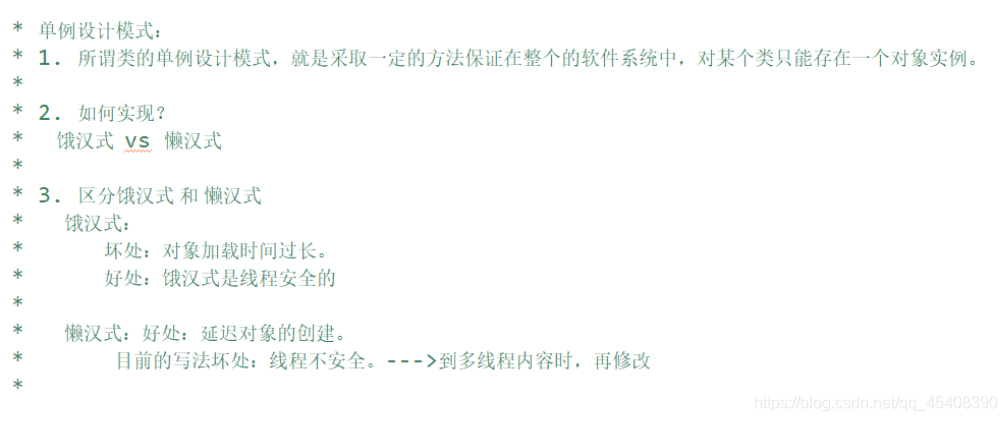 * 单例设计模式：
* 1. 所谓类的单例设计模式，就是采取一定的方法保证在整个的软件系统中，对某个类只能存在一个对象实例。
*
* 2. 如何实现？
* 饿汉式 vs 懒汉式
*
* 3. 区分饿汉式 和 懒汉式
* 饿汉式：
* 坏处：对象加载时间过长。
* 好处：饿汉式是线程安全的
*
* 懒汉式：好处：延迟对象的创建。
* 目前的写法坏处：线程不安全。--->到多线程内容时，再修改
*
https://blog.csdn.net/qq_45408390